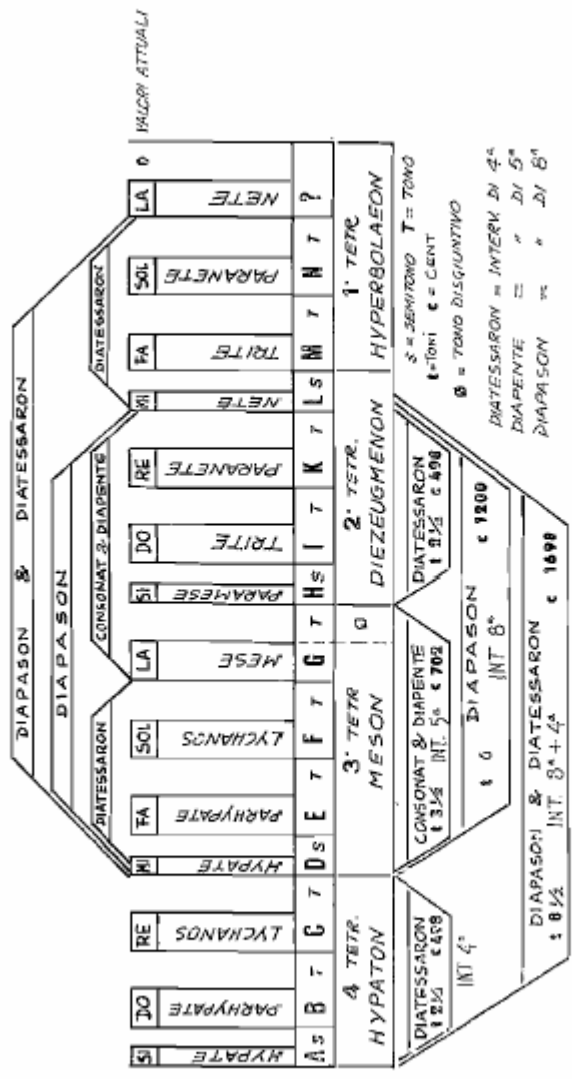 DIAPASON & DIATESSARON
DIAPASON
DIATESSARON CONSONAT & DIAPENTE DIATESSARON
SI DO RE MI FA SOL LA SI DO RE MI FA SOL LA o VALORI ATTUALI
HYPATE PARHYPATE LYCHANOS HYPATE PARHYPATE LYCHANOS MESE PARAMESE TRITE PARANETE NETE TRITE PARANETE NETE
A s B T C T D s E T F T G T H s I T K T L s M T N T ?
4 TETR. 3° TETR Ø 2° TETR. 1° TETR.
HYPATON MESON DIEZEUGMENON HYPERBOLAEON
DIATESSARON
t 2½ c 498
INT 4ª
CONSONAT & DIAPENTE
t 3½ INT. 5ª c 702
DIATESSARON
t 2½ c 498
t 6 DIAPASON c 1200
INT 8ª
DIAPASON & DIATESSARON
t 8½ INT. 8ª + 4ª c 1698
S = SEMITONO T = TONO
t = TONI c = CENT
Ø = TONO DISGIUNTIVO
DIATESSARON = INTERV. DI 4ª
DIAPENTE = " DI 5ª
DIAPASON = " DI 8ª